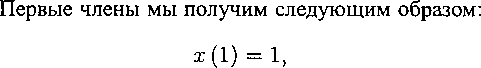 Первые члены мы получим следующим образом:
x (1) = 1,